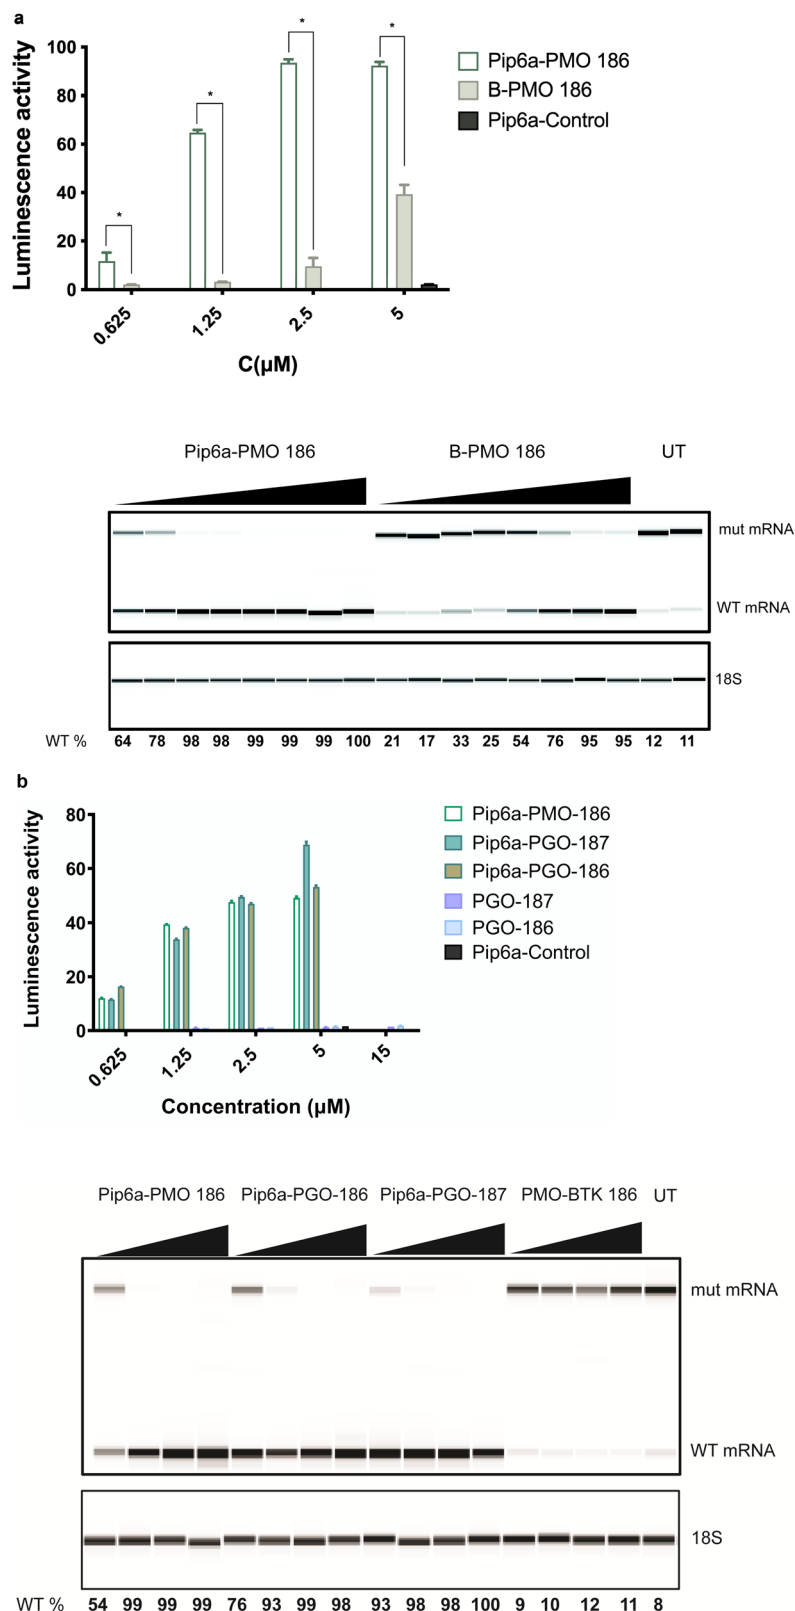 a
Luminescence activity
100
80
60
40
20
0
* * * *
0.625 1.25 2.5 5
C(µM)
Pip6a-PMO 186
B-PMO 186
Pip6a-Control
Pip6a-PMO 186 B-PMO 186 UT
mut mRNA
WT mRNA
18S
WT % 64 78 98 98 99 99 99 100 21 17 33 25 54 76 95 95 12 11
b
Luminescence activity
80
60
40
20
0
0.625 1.25 2.5 5 15
Concentration (µM)
Pip6a-PMO-186
Pip6a-PGO-187
Pip6a-PGO-186
PGO-187
PGO-186
Pip6a-Control
Pip6a-PMO 186 Pip6a-PGO-186 Pip6a-PGO-187 PMO-BTK 186 UT
mut mRNA
WT mRNA
18S
WT % 54 99 99 99 76 93 99 98 93 98 98 100 9 10 12 11 8